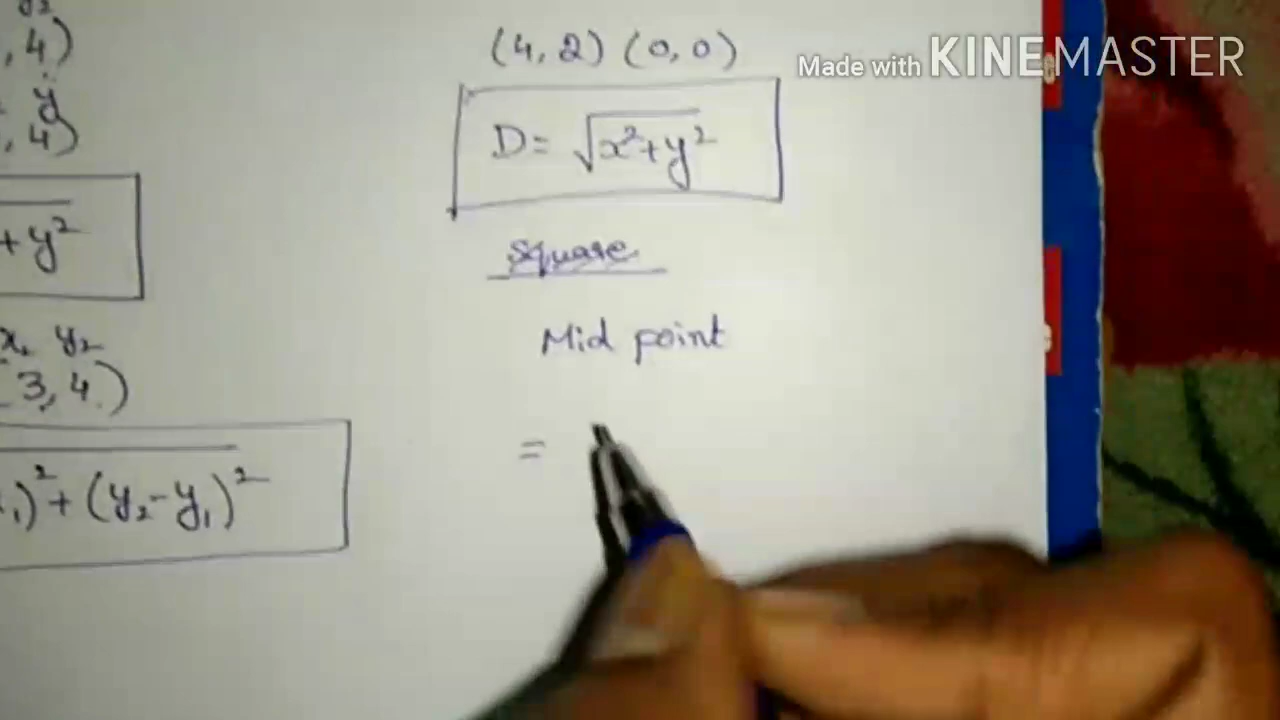 , 4)
y
, 4)
+ y²
x₂ y₂
(3, 4)
₁)² + (y₂-y₁)²
(4, 2) (0, 0)
D = √x²+y²
Square
Mid point
=
Made with KINEMASTER